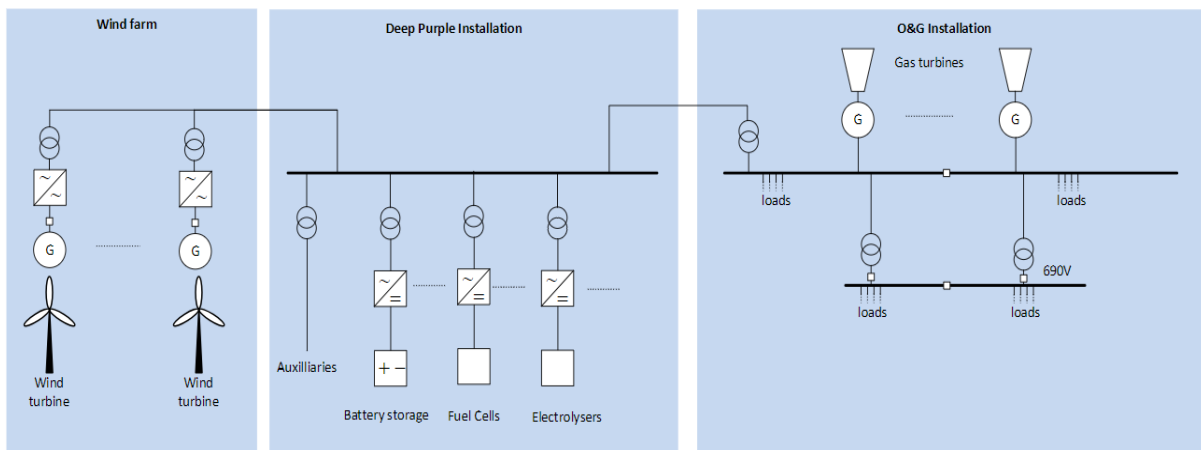 Wind farm
Deep Purple Installation
O&G Installation
Gas turbines
G
G
~
~
~
~
G
G
loads
loads
690V
~
=
~
=
~
=
loads
loads
Auxilliaries
+ −
Wind
turbine
Wind
turbine
Battery storage
Fuel Cells
Electrolysers